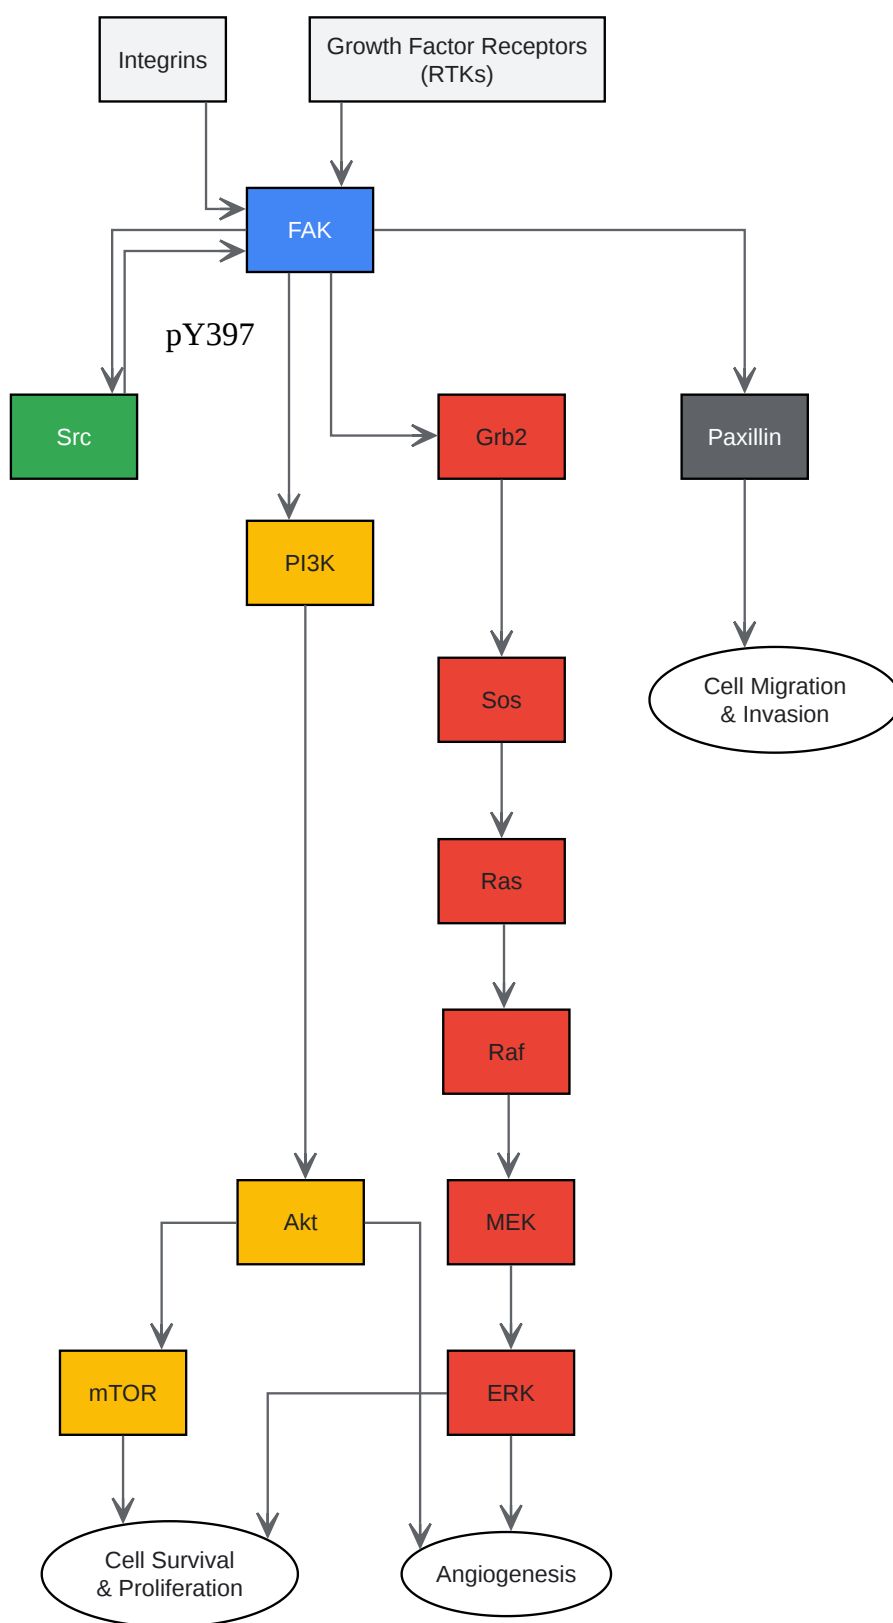 Integrins
Growth Factor Receptors
(RTKs)
FAK
pY397
Src
Grb2
Paxillin
PI3K
Sos
Cell Migration
& Invasion
Ras
Raf
Akt
MEK
mTOR
ERK
Cell Survival
& Proliferation
Angiogenesis